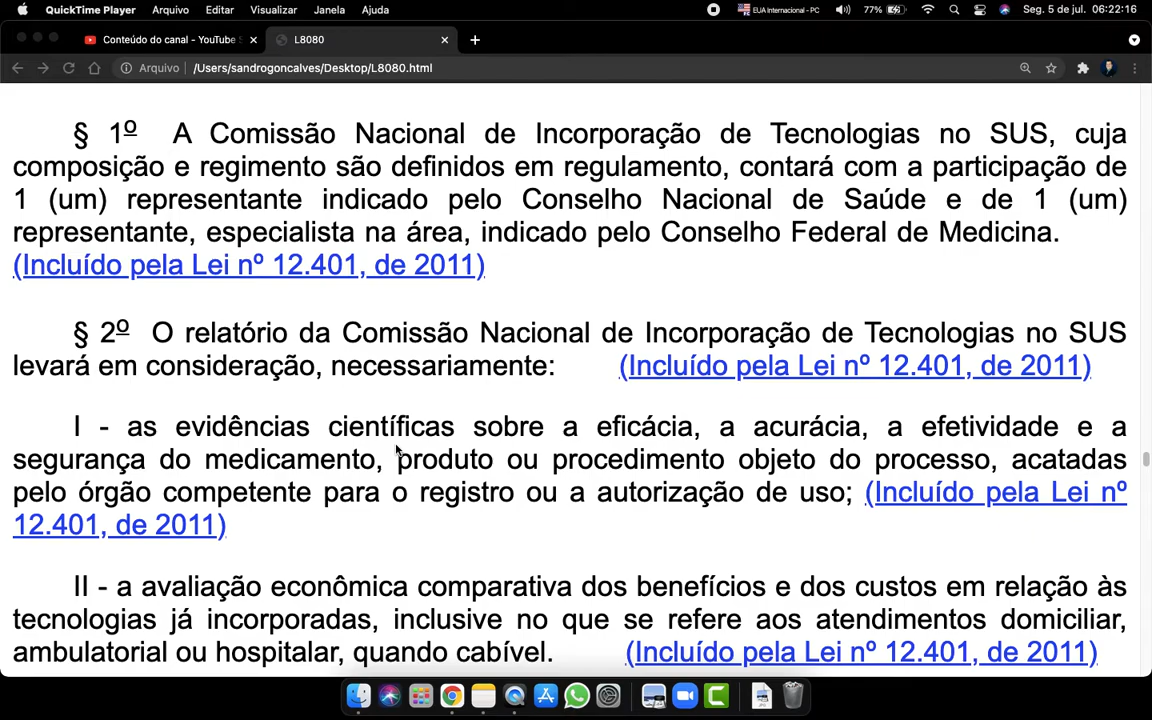 QuickTime Player Arquivo Editar Visualizar Janela Ajuda EUA Internacional - PC 77% Seg. 5 de jul. 06:22:16
Conteúdo do canal - YouTube L8080
Arquivo /Users/sandrogoncalves/Desktop/L8080.html
§ 1º A Comissão Nacional de Incorporação de Tecnologias no SUS, cuja
composição e regimento são definidos em regulamento, contará com a participação de
1 (um) representante indicado pelo Conselho Nacional de Saúde e de 1 (um)
representante, especialista na área, indicado pelo Conselho Federal de Medicina.
(Incluído pela Lei nº 12.401, de 2011)
§ 2º O relatório da Comissão Nacional de Incorporação de Tecnologias no SUS
levará em consideração, necessariamente: (Incluído pela Lei nº 12.401, de 2011)
I - as evidências científicas sobre a eficácia, a acurácia, a efetividade e a
segurança do medicamento, produto ou procedimento objeto do processo, acatadas
pelo órgão competente para o registro ou a autorização de uso; (Incluído pela Lei nº
12.401, de 2011)
II - a avaliação econômica comparativa dos benefícios e dos custos em relação às
tecnologias já incorporadas, inclusive no que se refere aos atendimentos domiciliar,
ambulatorial ou hospitalar, quando cabível. (Incluído pela Lei nº 12.401, de 2011)